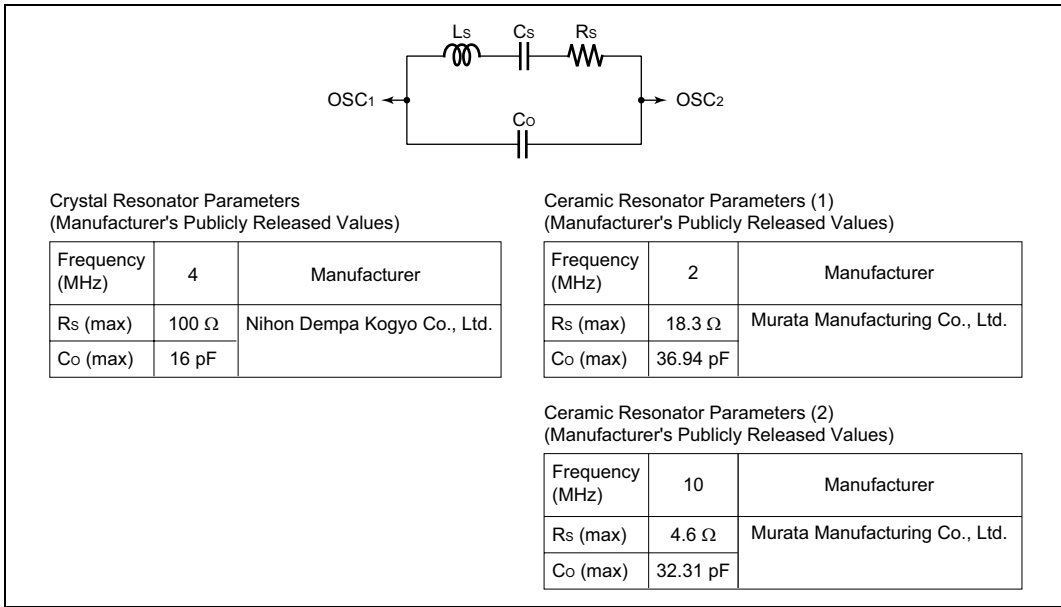 Ls Cs Rs
OSC1 OSC2
Co
Crystal Resonator Parameters
(Manufacturer's Publicly Released Values)
Frequency
(MHz)
4
Manufacturer
Rs (max)
100 Ω
Nihon Dempa Kogyo Co., Ltd.
Co (max)
16 pF
Ceramic Resonator Parameters (1)
(Manufacturer's Publicly Released Values)
Frequency
(MHz)
2
Manufacturer
Rs (max)
18.3 Ω
Murata Manufacturing Co., Ltd.
Co (max)
36.94 pF
Ceramic Resonator Parameters (2)
(Manufacturer's Publicly Released Values)
Frequency
(MHz)
10
Manufacturer
Rs (max)
4.6 Ω
Murata Manufacturing Co., Ltd.
Co (max)
32.31 pF